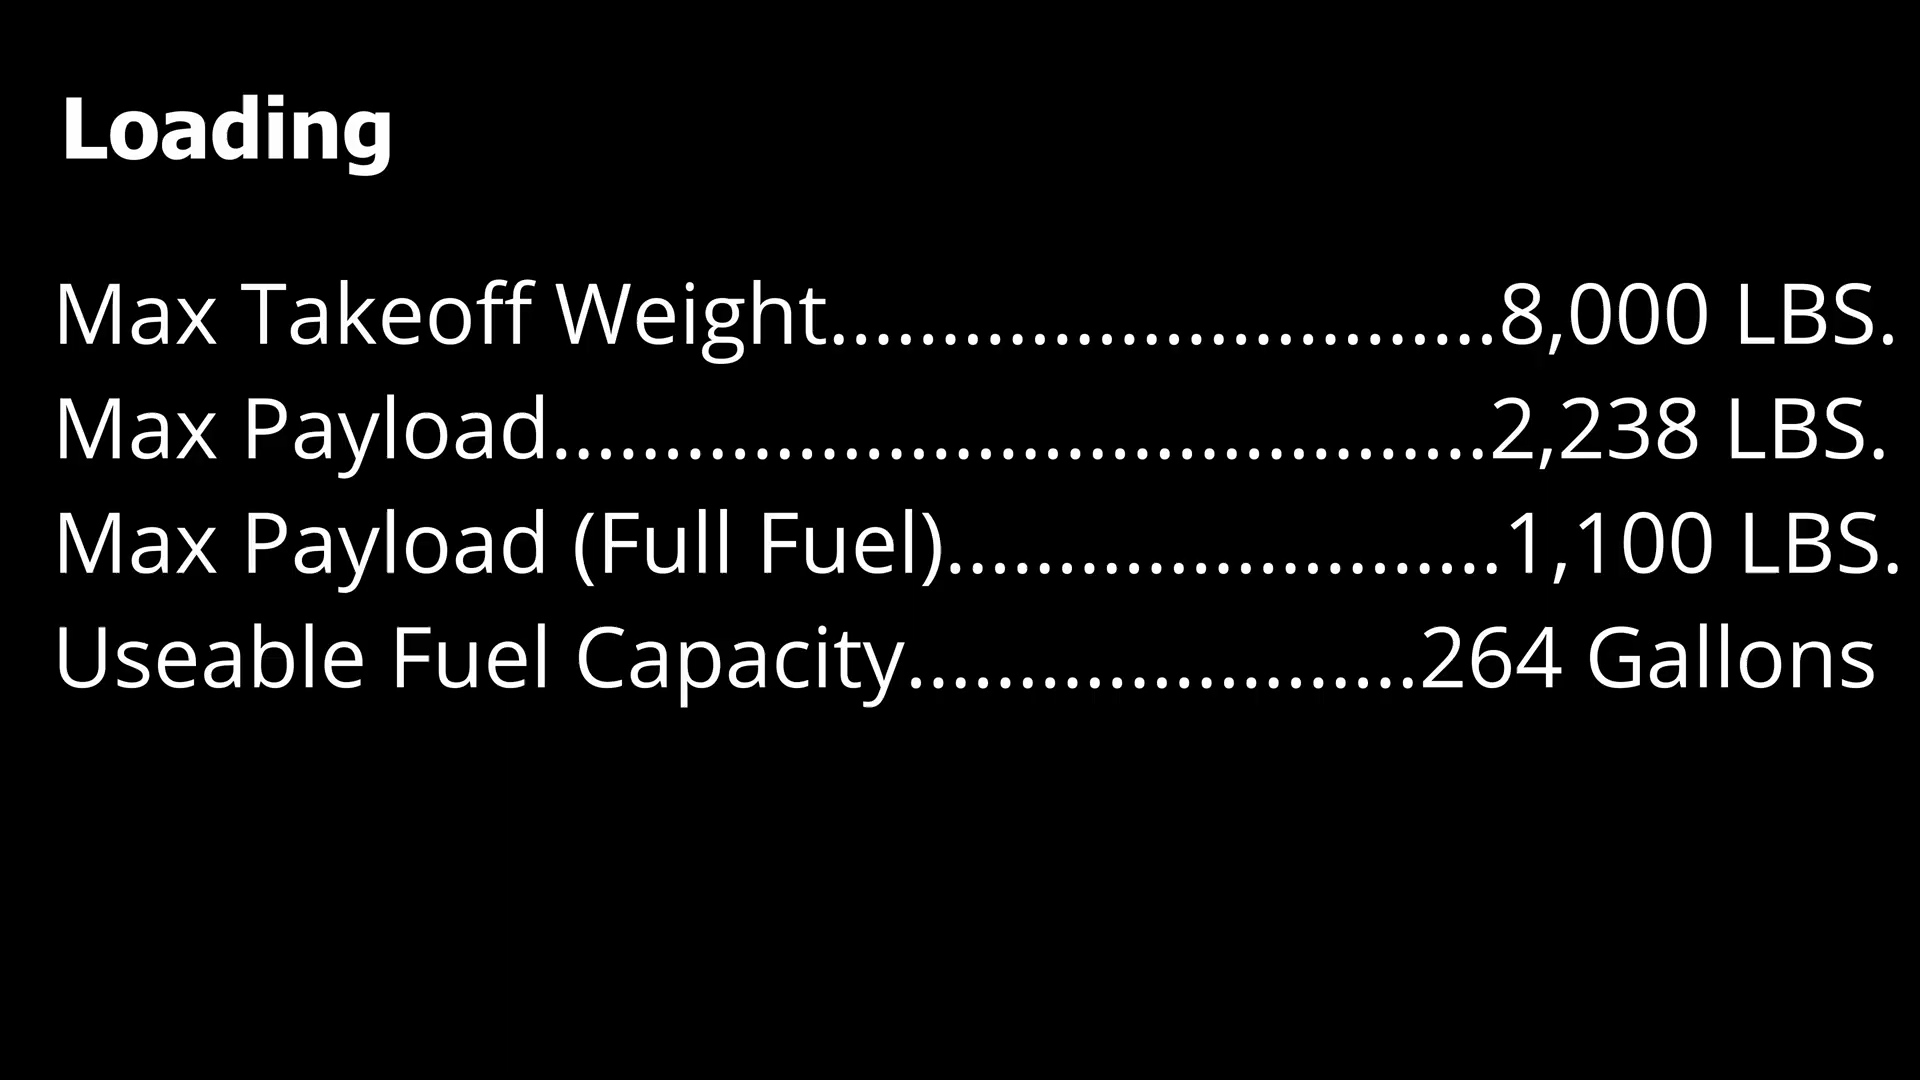 Loading
Max Takeoff Weight..............................8,000 LBS.
Max Payload..........................................2,238 LBS.
Max Payload (Full Fuel).........................1,100 LBS.
Useable Fuel Capacity.......................264 Gallons